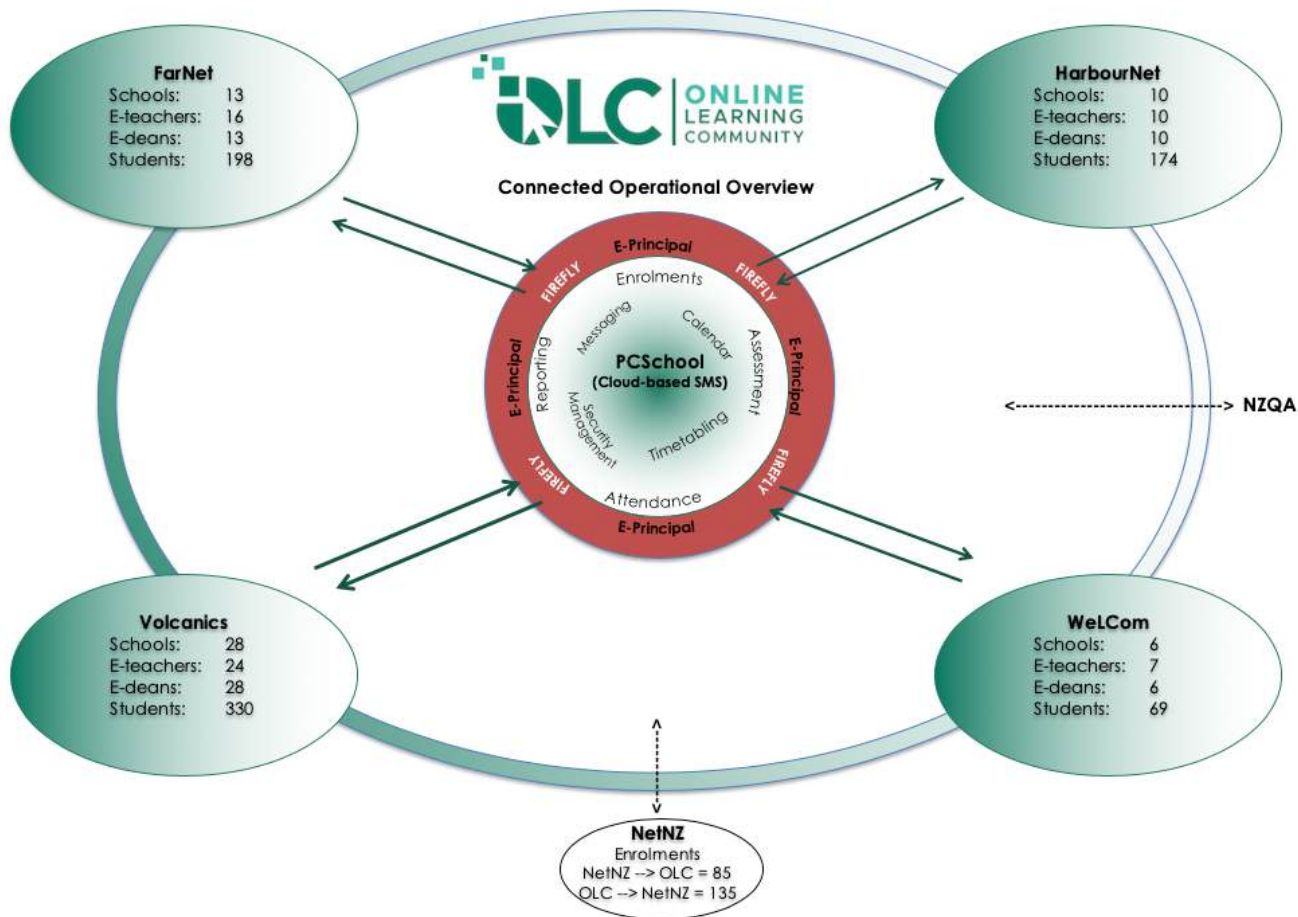 FarNet
Schools: 13
E-teachers: 16
E-deans: 13
Students: 198
OLC
ONLINE
LEARNING
COMMUNITY
HarbourNet
Schools: 10
E-teachers: 10
E-deans: 10
Students: 174
Connected Operational Overview
E-Principal
FIREFLY
FIREFLY
Enrolments
Messaging
Calendar
E-Principal
Reporting
PCSchool
(Cloud-based SMS)
Assessment
E-Principal
NZQA
Security
Management
Timetabling
FIREFLY
FIREFLY
Attendance
E-Principal
Volcanics
Schools: 28
E-teachers: 24
E-deans: 28
Students: 330
WeLCom
Schools: 6
E-teachers: 7
E-deans: 6
Students: 69
NetNZ
Enrolments
NetNZ --> OLC = 85
OLC --> NetNZ = 135